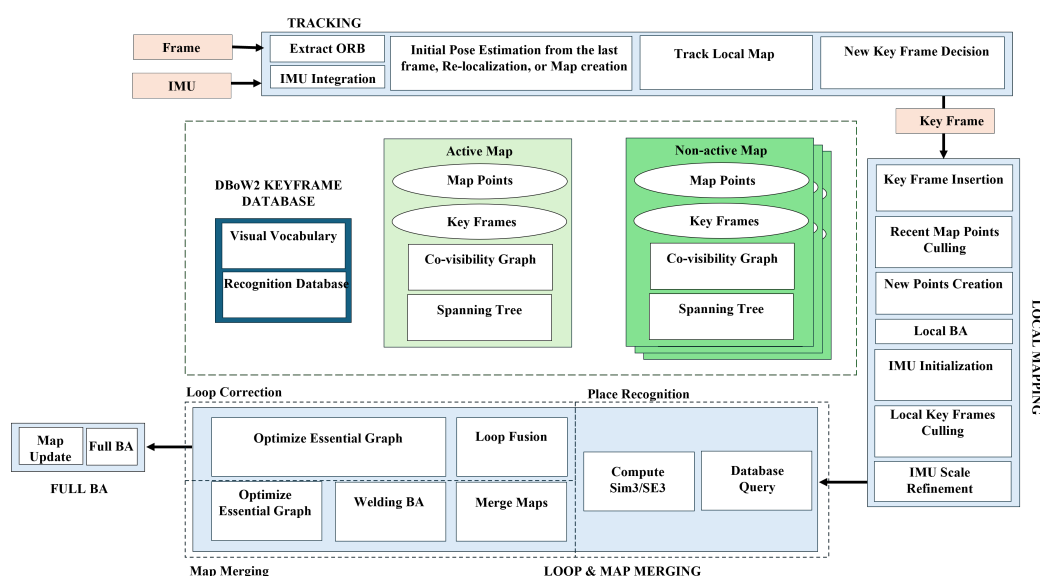 TRACKING
Frame
IMU
Extract ORB
IMU Integration
Initial Pose Estimation from the last
frame, Re-localization, or Map creation
Track Local Map
New Key Frame Decision
Key Frame
DBoW2 KEYFRAME
DATABASE
Visual Vocabulary
Recognition Database
Active Map
Map Points
Key Frames
Co-visibility Graph
Spanning Tree
Non-active Map
Map Points
Key Frames
Co-visibility Graph
Spanning Tree
Key Frame Insertion
Recent Map Points
Culling
New Points Creation
Local BA
IMU Initialization
Local Key Frames
Culling
IMU Scale
Refinement
LOCAL MAPPING
Loop Correction
Place Recognition
Optimize Essential Graph
Loop Fusion
Optimize
Essential Graph
Welding BA
Merge Maps
Compute
Sim3/SE3
Database
Query
Map Merging
LOOP & MAP MERGING
Map
Update
Full BA
FULL BA